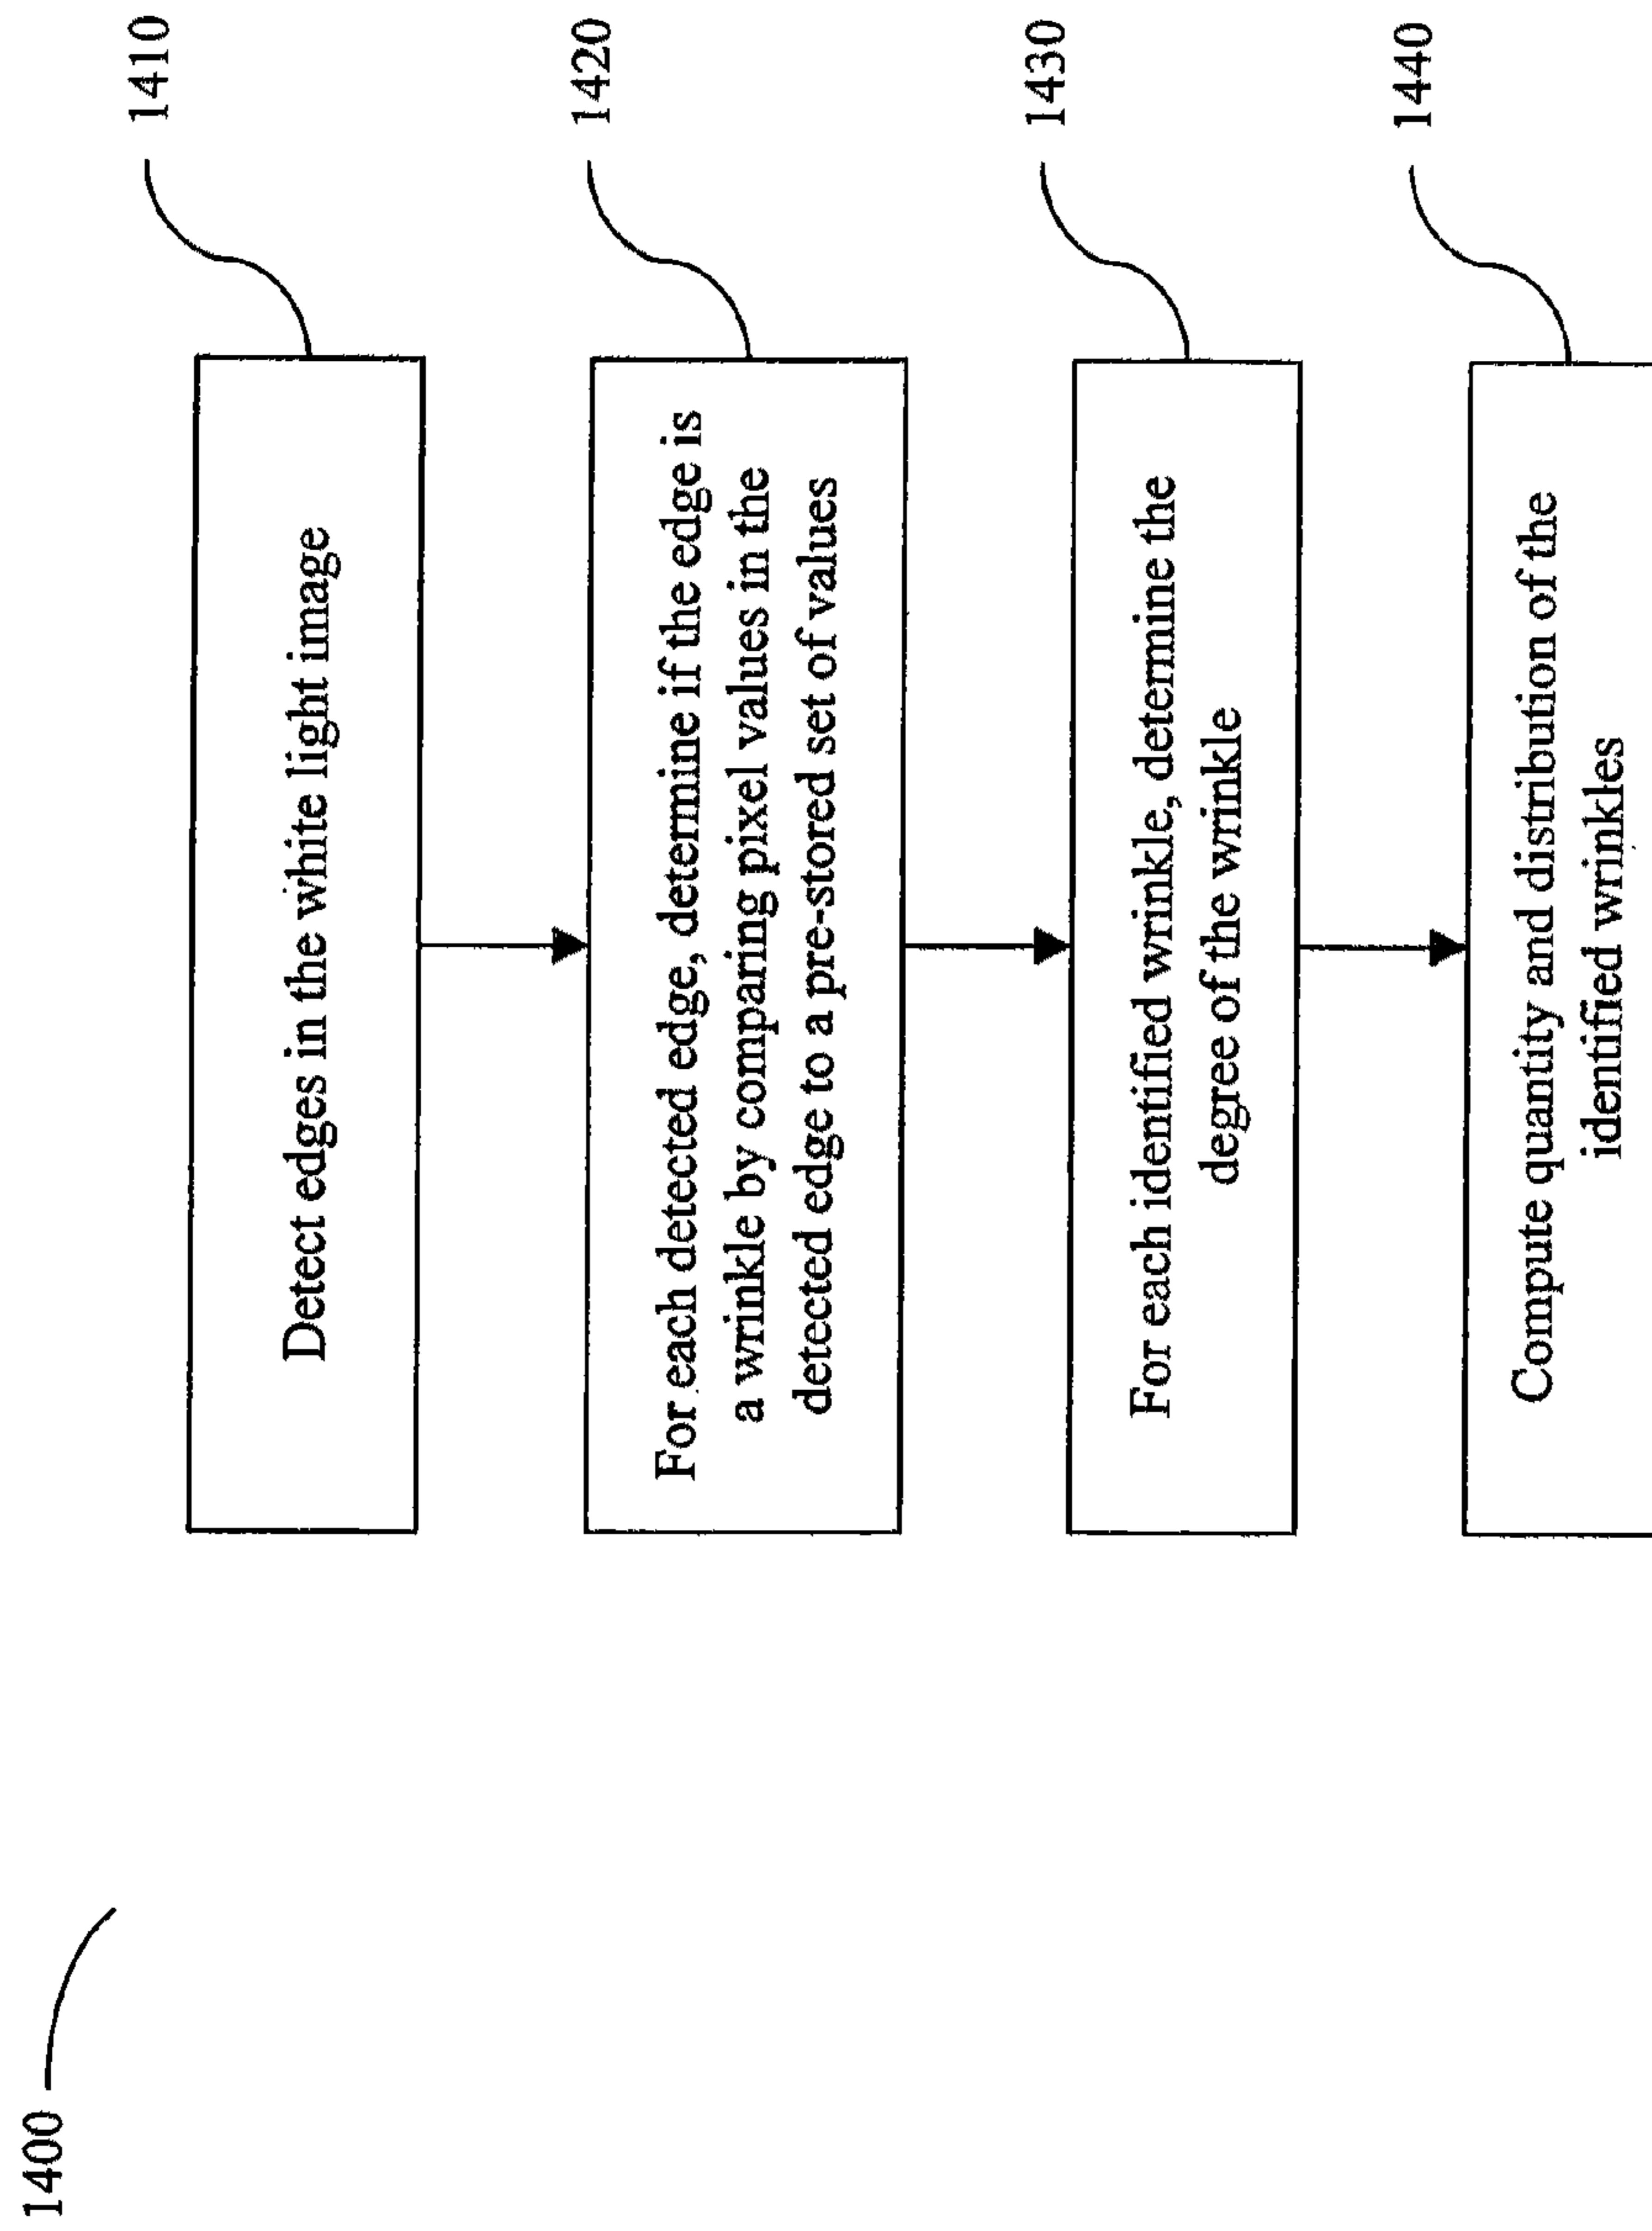 1400
1410
Detect edges in the white light image
1420
For each detected edge, determine if the edge is
a wrinkle by comparing pixel values in the
detected edge to a pre-stored set of values
1430
For each identified wrinkle, determine the
degree of the wrinkle
1440
Compute quantity and distribution of the
identified wrinkles